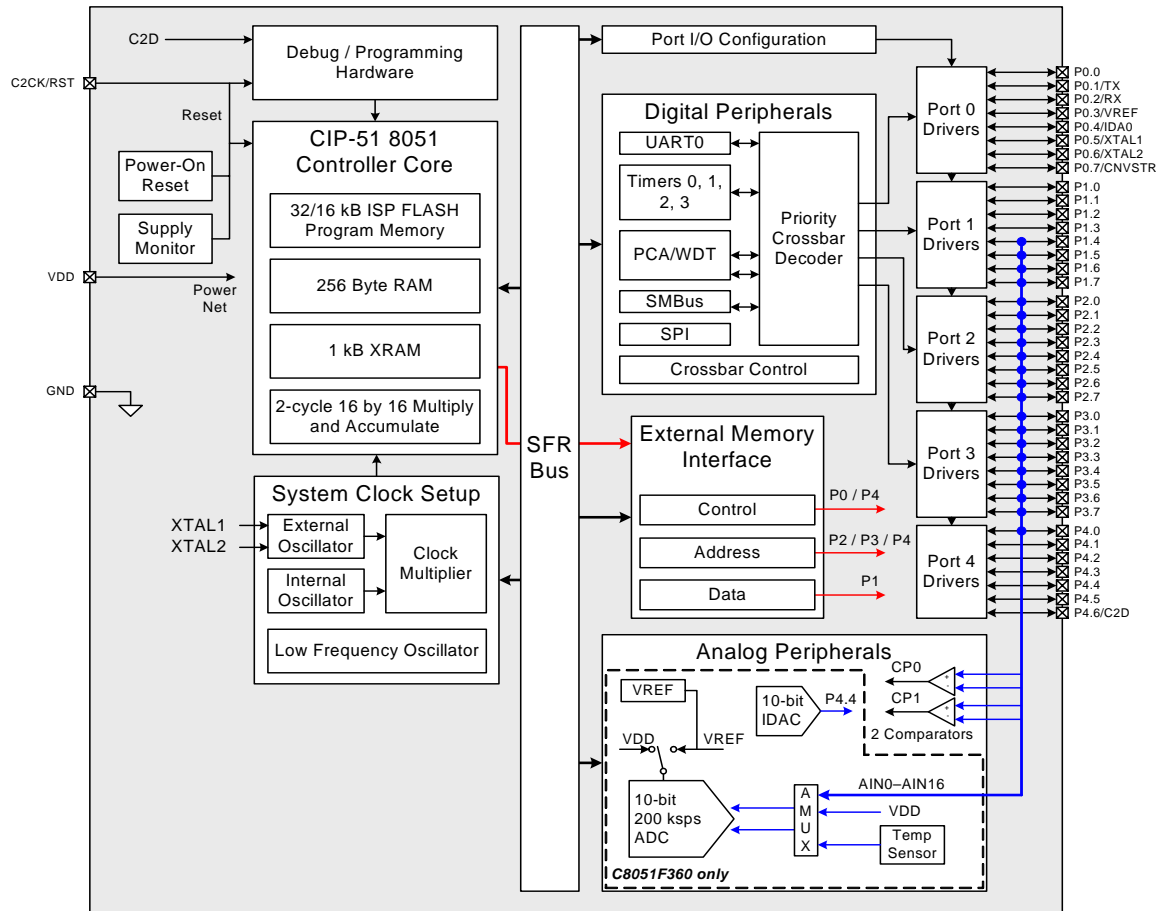 C2D
C2CK/RST
Debug / Programming
Hardware
Reset
Power-On
Reset
Supply
Monitor
VDD
Power
Net
GND
CIP-51 8051
Controller Core
32/16 kB ISP FLASH
Program Memory
256 Byte RAM
1 kB XRAM
2-cycle 16 by 16 Multiply
and Accumulate
System Clock Setup
XTAL1
XTAL2
External
Oscillator
Internal
Oscillator
Clock
Multiplier
Low Frequency Oscillator
SFR
Bus
Port I/O Configuration
Digital Peripherals
UART0
Timers 0, 1,
2, 3
PCA/WDT
SMBus
SPI
Priority
Crossbar
Decoder
Crossbar Control
External Memory
Interface
Control
Address
Data
P0 / P4
P2 / P3 / P4
P1
Analog Peripherals
VREF
VDD
VREF
10-bit
IDAC
P4.4
CP0
CP1
+
-
+
-
2 Comparators
10-bit
200 ksps
ADC
A
M
U
X
AIN0–AIN16
VDD
Temp
Sensor
C8051F360 only
Port 0
Drivers
Port 1
Drivers
Port 2
Drivers
Port 3
Drivers
Port 4
Drivers
P0.0
P0.1/TX
P0.2/RX
P0.3/VREF
P0.4/IDA0
P0.5/XTAL1
P0.6/XTAL2
P0.7/CNVSTR
P1.0
P1.1
P1.2
P1.3
P1.4
P1.5
P1.6
P1.7
P2.0
P2.1
P2.2
P2.3
P2.4
P2.5
P2.6
P2.7
P3.0
P3.1
P3.2
P3.3
P3.4
P3.5
P3.6
P3.7
P4.0
P4.1
P4.2
P4.3
P4.4
P4.5
P4.6/C2D